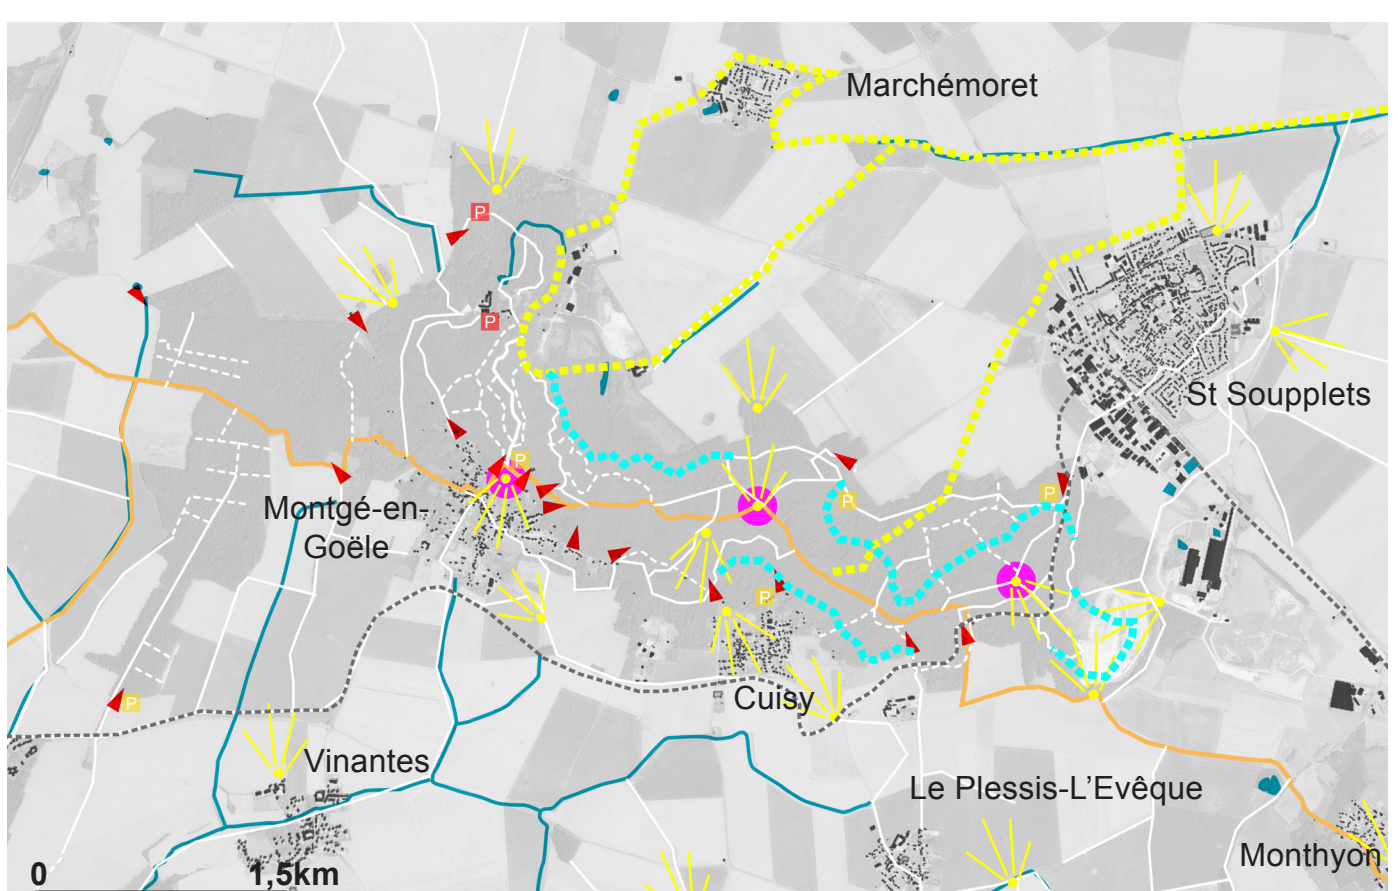 Marchémoret
P
P
St Soupplets
P
Montgé-en-
Goële
P
P
P
Cuisy
P
Vinantes
Le Plessis-L'Evêque
Monthyon
0 1,5km